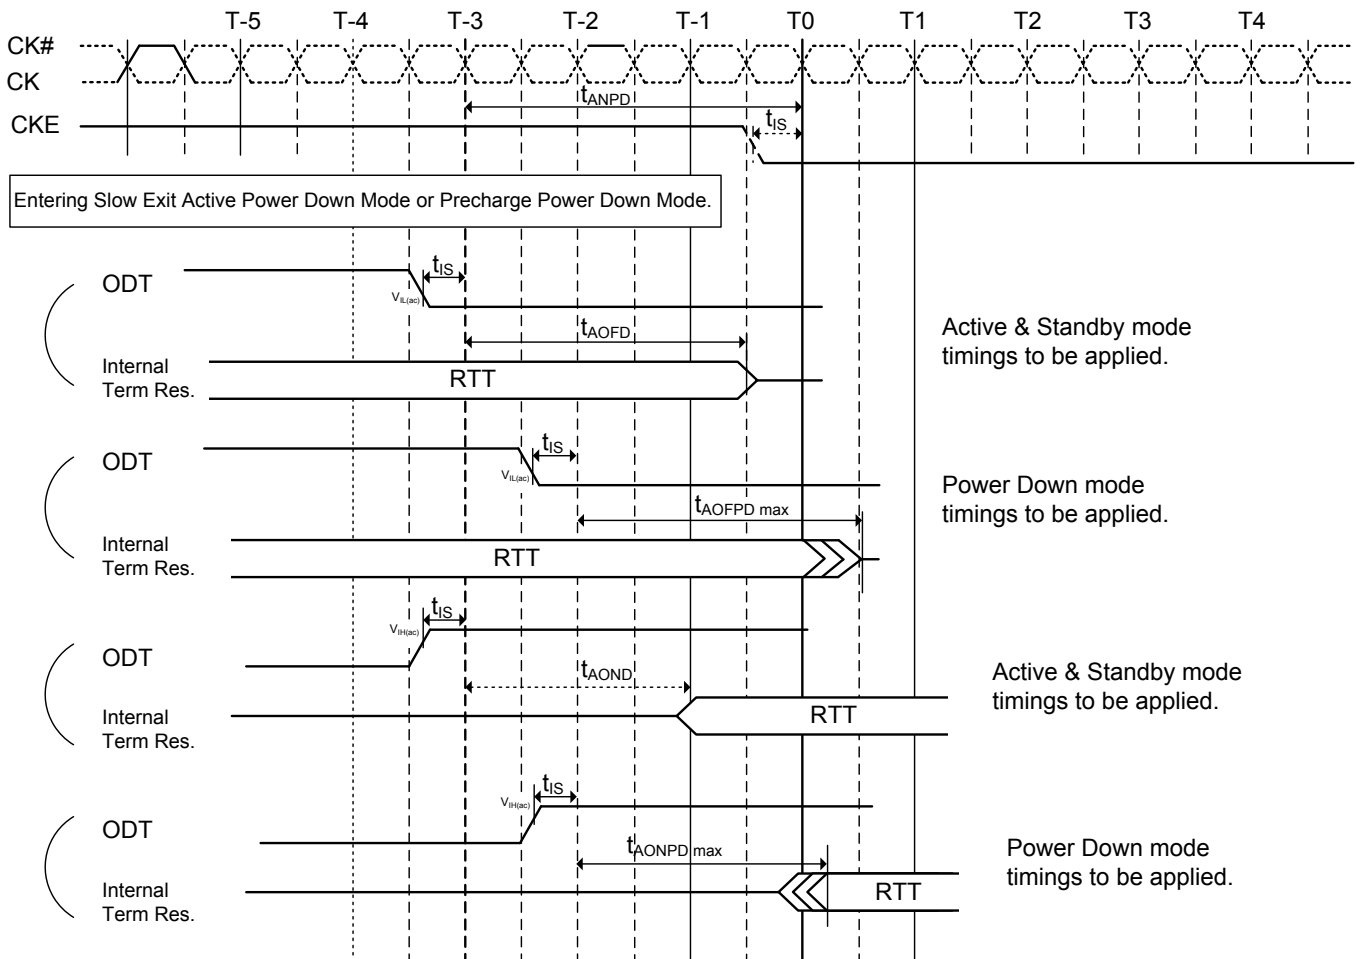 T-5 T-4 T-3 T-2 T-1 T0 T1 T2 T3 T4
CK#
CK
tANPD
CKE
tIS
Entering Slow Exit Active Power Down Mode or Precharge Power Down Mode.
ODT
tIS
VIL(ac)
tAOFD
Active & Standby mode
timings to be applied.
Internal
Term Res.
RTT
ODT
tIS
VIL(ac)
Power Down mode
timings to be applied.
tAOFPD max
Internal
Term Res.
RTT
tIS
VIH(ac)
ODT
tAOND
Active & Standby mode
timings to be applied.
Internal
Term Res.
RTT
tIS
VIH(ac)
ODT
tAONPD max
Power Down mode
timings to be applied.
Internal
Term Res.
RTT